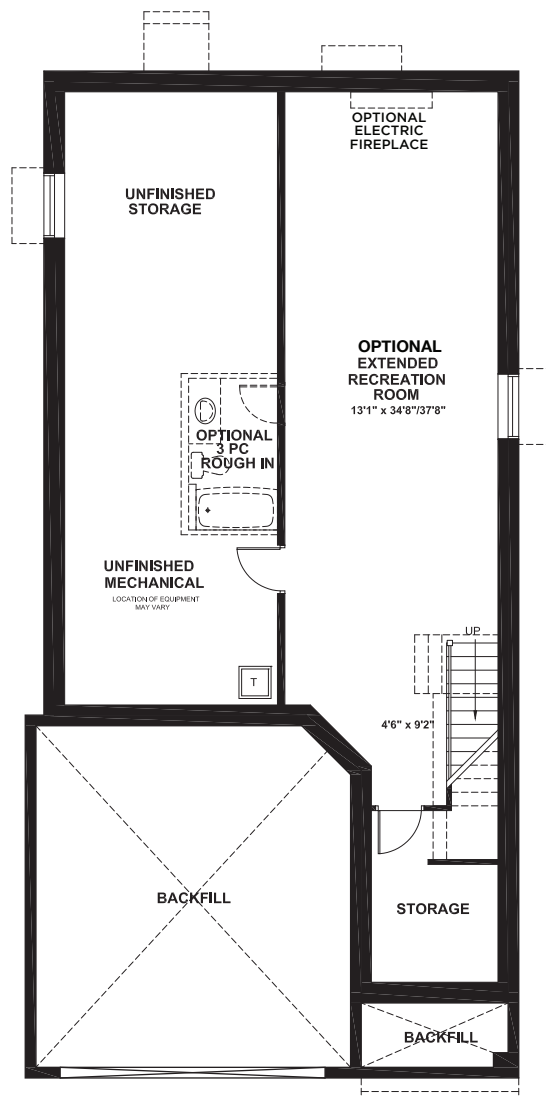 OPTIONAL
ELECTRIC
FIREPLACE
UNFINISHED
STORAGE
OPTIONAL
EXTENDED
RECREATION
ROOM
13'1" x 34'8"/37'8"
OPTIONAL
3 PC
ROUGH IN
UNFINISHED
MECHANICAL
LOCATION OF EQUIPMENT
MAY VARY
UP
T
4'6" x 9'2"
BACKFILL
STORAGE
BACKFILL